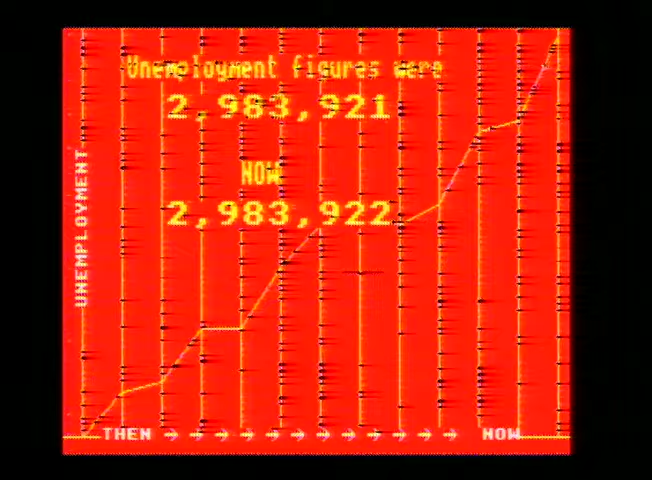 Unemployment figures were
2,983,921
NOW
2,983,922
UNEMPLOYMENT
THEN → → → → → → → → → → → → NOW